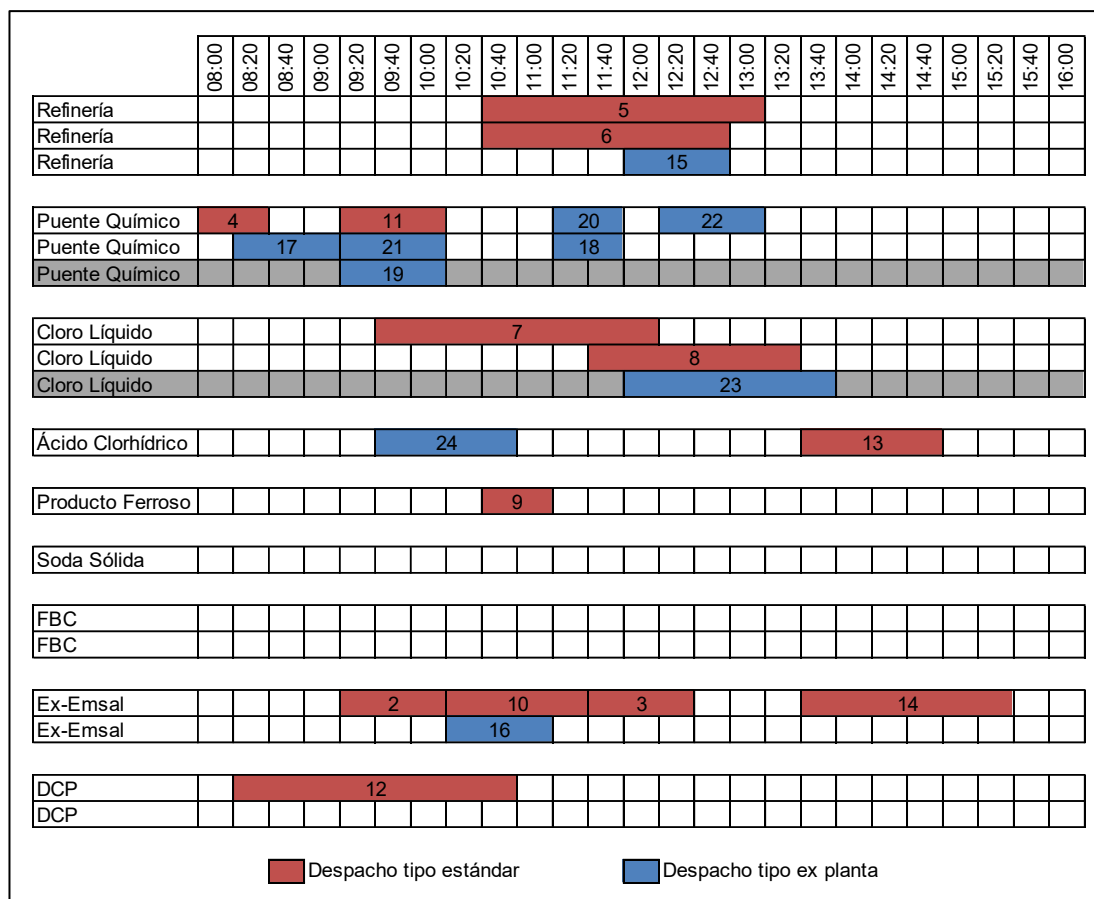 08:00 08:20 08:40 09:00 09:20 09:40 10:00 10:20 10:40 11:00 11:20 11:40 12:00 12:20 12:40 13:00 13:20 13:40 14:00 14:20 14:40 15:00 15:20 15:40 16:00
Refinería 5
Refinería 6
Refinería 15
Puente Químico 4 11 20 22
Puente Químico 17 21 18
Puente Químico 19
Cloro Líquido 7
Cloro Líquido 8
Cloro Líquido 23
Ácido Clorhídrico 24 13
Producto Ferroso 9
Soda Sólida
FBC
FBC
Ex-Emsal 2 10 3 14
Ex-Emsal 16
DCP 12
DCP
Despacho tipo estándar Despacho tipo ex planta